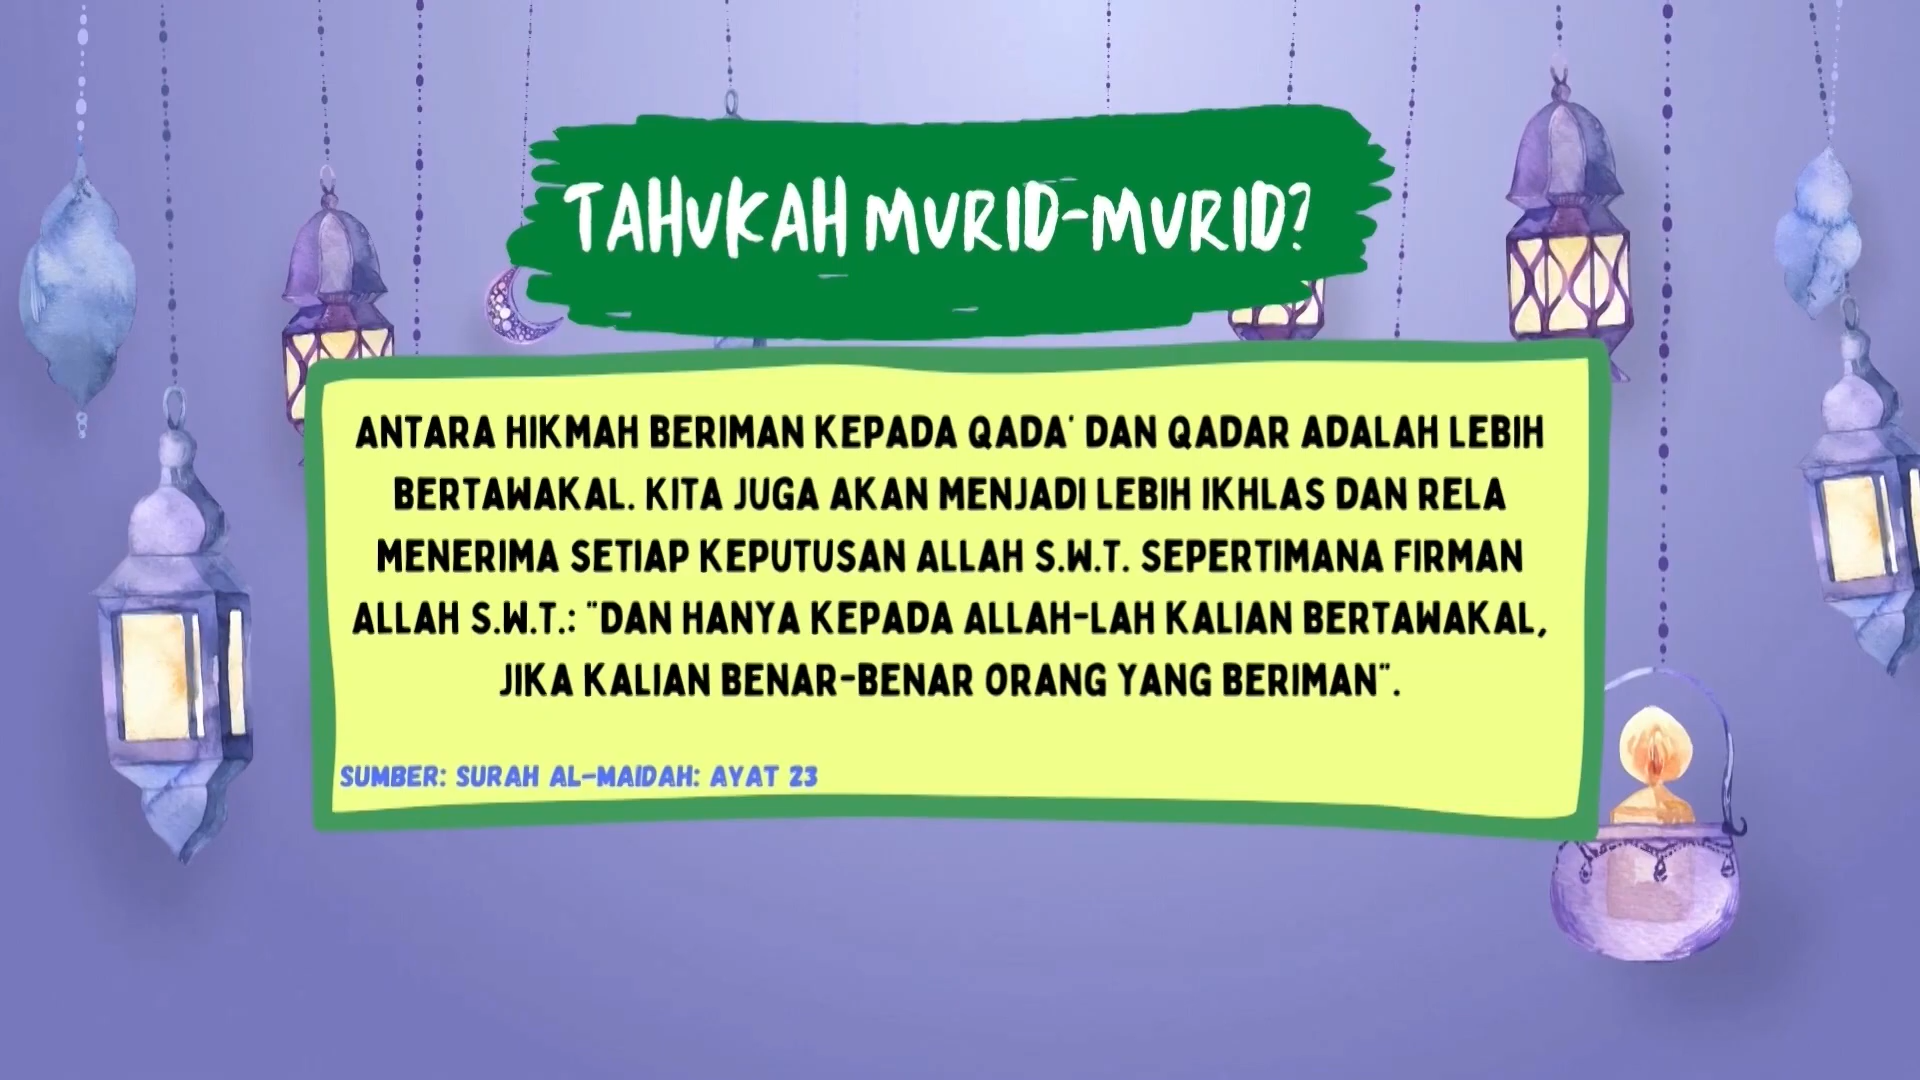 TAHUKAH MURID-MURID?
ANTARA HIKMAH BERIMAN KEPADA QADA' DAN QADAR ADALAH LEBIH
BERTAWAKAL. KITA JUGA AKAN MENJADI LEBIH IKHLAS DAN RELA
MENERIMA SETIAP KEPUTUSAN ALLAH S.W.T. SEPERTIMANA FIRMAN
ALLAH S.W.T.: "DAN HANYA KEPADA ALLAH-LAH KALIAN BERTAWAKAL,
JIKA KALIAN BENAR-BENAR ORANG YANG BERIMAN".
SUMBER: SURAH AL-MAIDAH: AYAT 23